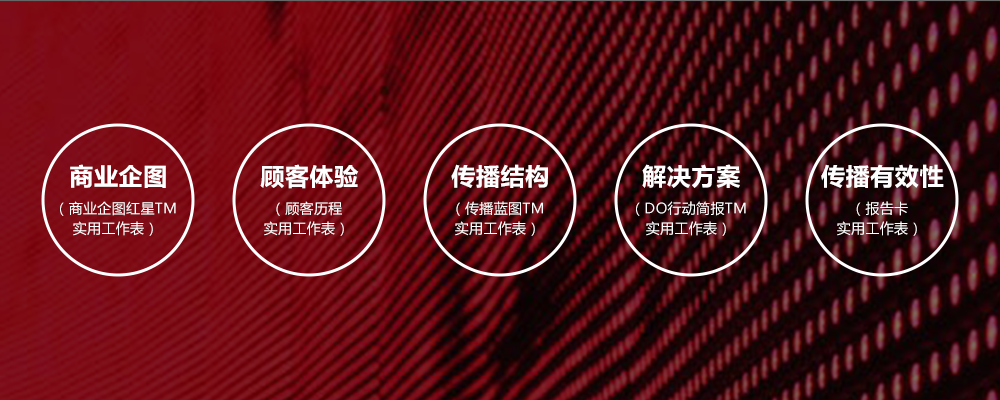 商业企图
（商业企图红星TM
实用工作表）
顾客体验
（顾客历程
实用工作表）
传播结构
（传播蓝图TM
实用工作表）
解决方案
（DO行动简报TM
实用工作表）
传播有效性
（报告卡
实用工作表）